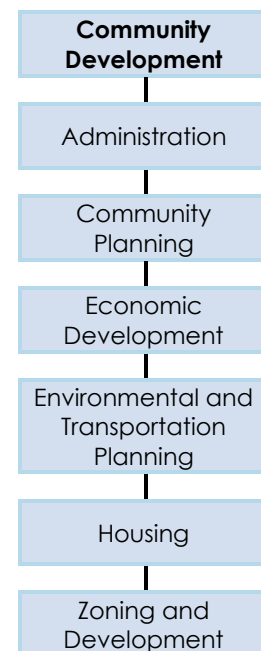 Community
Development
Administration
Community
Planning
Economic
Development
Environmental and
Transportation
Planning
Housing
Zoning and
Development